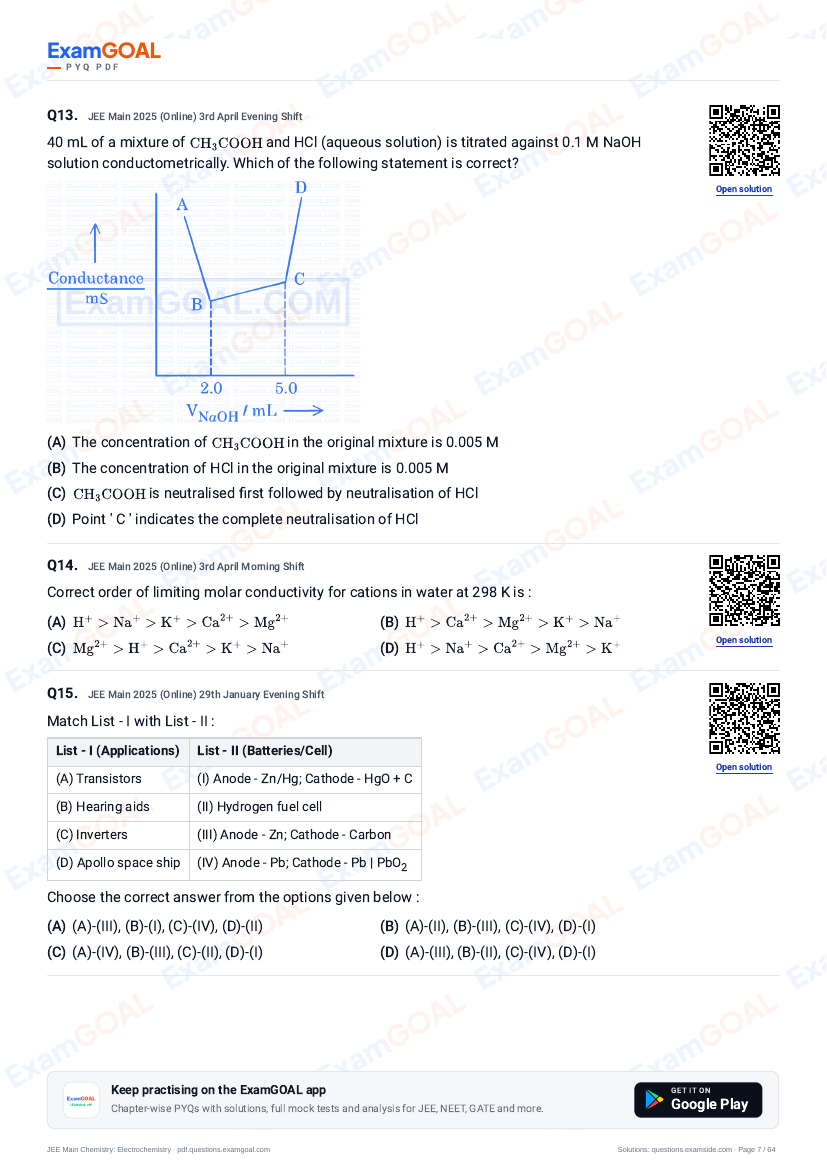 ExamGOAL
PYQ PDF
Q13. JEE Main 2025 (Online) 3rd April Evening Shift
40 mL of a mixture of CH₃COOH and HCl (aqueous solution) is titrated against 0.1 M NaOH
solution conductometrically. Which of the following statement is correct?
Open solution
D
A
Conductance
mS
C
B
ExamGOAL.COM
2.0 5.0
V_NaOH / mL ⟶
(A) The concentration of CH₃COOH in the original mixture is 0.005 M
(B) The concentration of HCl in the original mixture is 0.005 M
(C) CH₃COOH is neutralised first followed by neutralisation of HCl
(D) Point ' C ' indicates the complete neutralisation of HCl
Q14. JEE Main 2025 (Online) 3rd April Morning Shift
Correct order of limiting molar conductivity for cations in water at 298 K is :
(A) H⁺ > Na⁺ > K⁺ > Ca²⁺ > Mg²⁺ (B) H⁺ > Ca²⁺ > Mg²⁺ > K⁺ > Na⁺
(C) Mg²⁺ > H⁺ > Ca²⁺ > K⁺ > Na⁺ (D) H⁺ > Na⁺ > Ca²⁺ > Mg²⁺ > K⁺
Open solution
Q15. JEE Main 2025 (Online) 29th January Evening Shift
Match List - I with List - II :
List - I (Applications) List - II (Batteries/Cell)
(A) Transistors (I) Anode - Zn/Hg; Cathode - HgO + C
(B) Hearing aids (II) Hydrogen fuel cell
(C) Inverters (III) Anode - Zn; Cathode - Carbon
(D) Apollo space ship (IV) Anode - Pb; Cathode - Pb | PbO₂
Open solution
Choose the correct answer from the options given below :
(A) (A)-(III), (B)-(I), (C)-(IV), (D)-(II) (B) (A)-(II), (B)-(III), (C)-(IV), (D)-(I)
(C) (A)-(IV), (B)-(III), (C)-(II), (D)-(I) (D) (A)-(III), (B)-(II), (C)-(IV), (D)-(I)
ExamGOAL
Keep practising on the ExamGOAL app
Chapter-wise PYQs with solutions, full mock tests and analysis for JEE, NEET, GATE and more.
GET IT ON
Google Play
JEE Main Chemistry: Electrochemistry · pdf.questions.examgoal.com
Solutions: questions.examside.com · Page 7 / 64